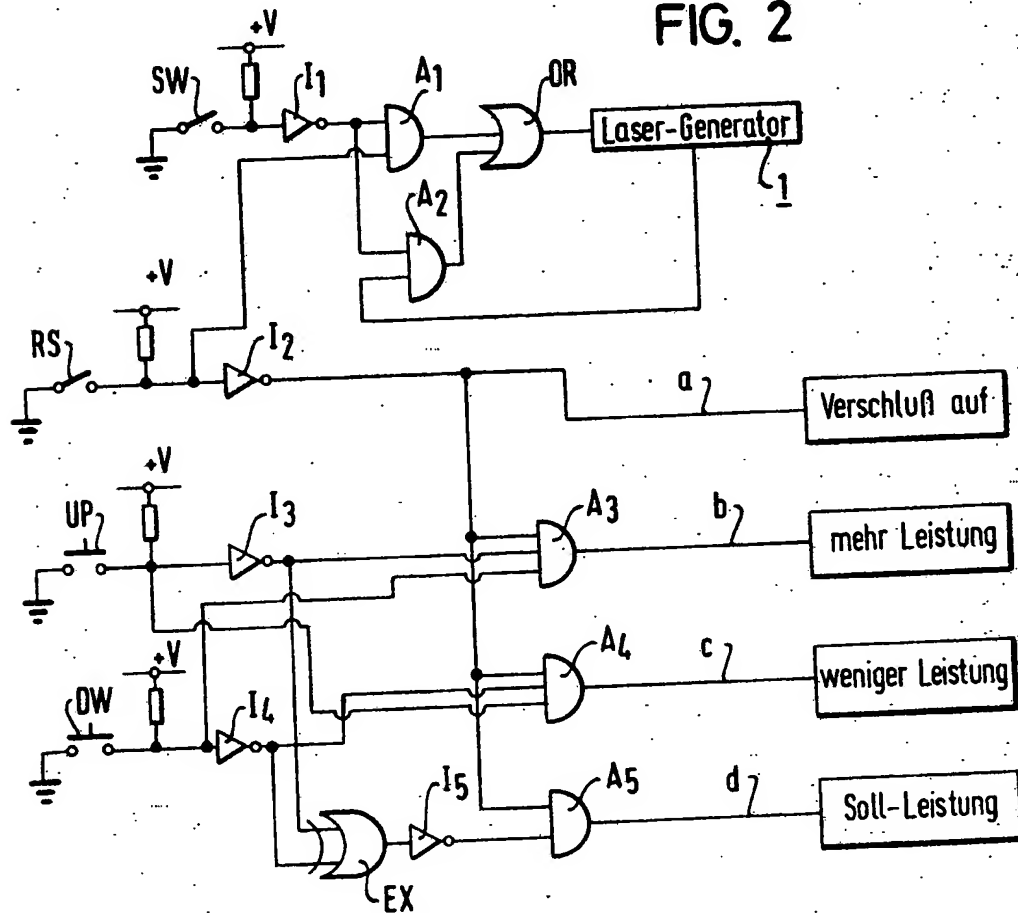 FIG. 2
+V
SW
I1
A1
OR
Laser-Generator
1
A2
+V
RS
I2
a
Verschluß auf
+V
UP
I3
A3
b
mehr Leistung
+V
DW
I4
A4
c
weniger Leistung
I5
A5
d
Soll-Leistung
EX